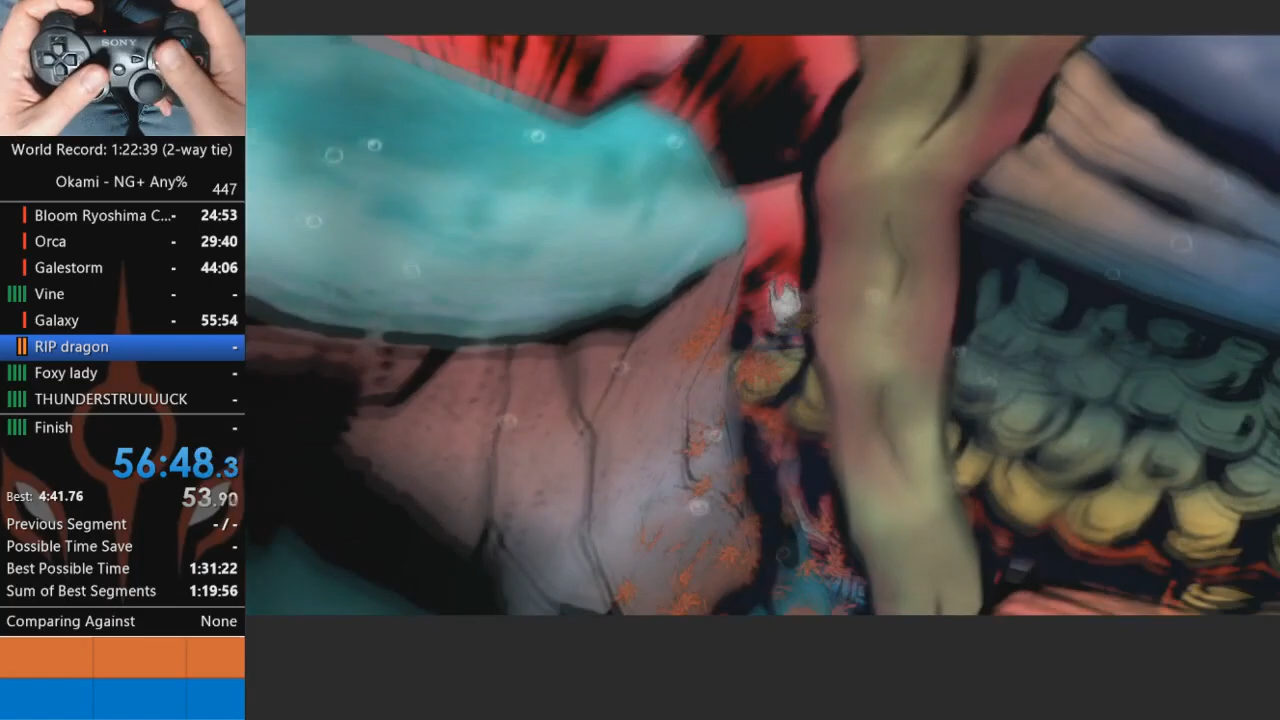 SONY
World Record: 1:22:39 (2-way tie)
Okami - NG+ Any% 447
Bloom Ryoshima C...- 24:53
Orca - 29:40
Galestorm - 44:06
Vine - -
Galaxy - 55:54
RIP dragon -
Foxy lady -
THUNDERSTRUUUUCK -
Finish -
56:48.3
Best: 4:41.76 53.90
Previous Segment - / -
Possible Time Save -
Best Possible Time 1:31:22
Sum of Best Segments 1:19:56
Comparing Against None